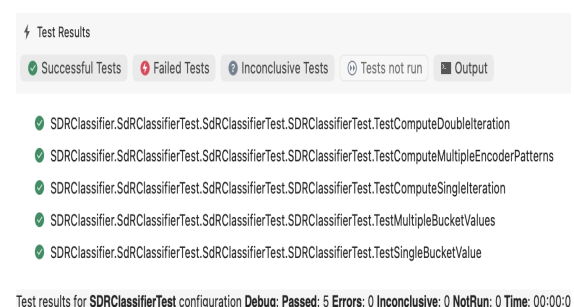 Test Results
Successful Tests Failed Tests Inconclusive Tests Tests not run Output
SDRClassifier.SdRClassifierTest.SdRClassifierTest.SDRClassifierTest.TestComputeDoubleIteration
SDRClassifier.SdRClassifierTest.SdRClassifierTest.SDRClassifierTest.TestComputeMultipleEncoderPatterns
SDRClassifier.SdRClassifierTest.SdRClassifierTest.SDRClassifierTest.TestComputeSingleIteration
SDRClassifier.SdRClassifierTest.SdRClassifierTest.SDRClassifierTest.TestMultipleBucketValues
SDRClassifier.SdRClassifierTest.SdRClassifierTest.SDRClassifierTest.TestSingleBucketValue
Test results for SDRClassifierTest configuration Debug: Passed: 5 Errors: 0 Inconclusive: 0 NotRun: 0 Time: 00:00:0